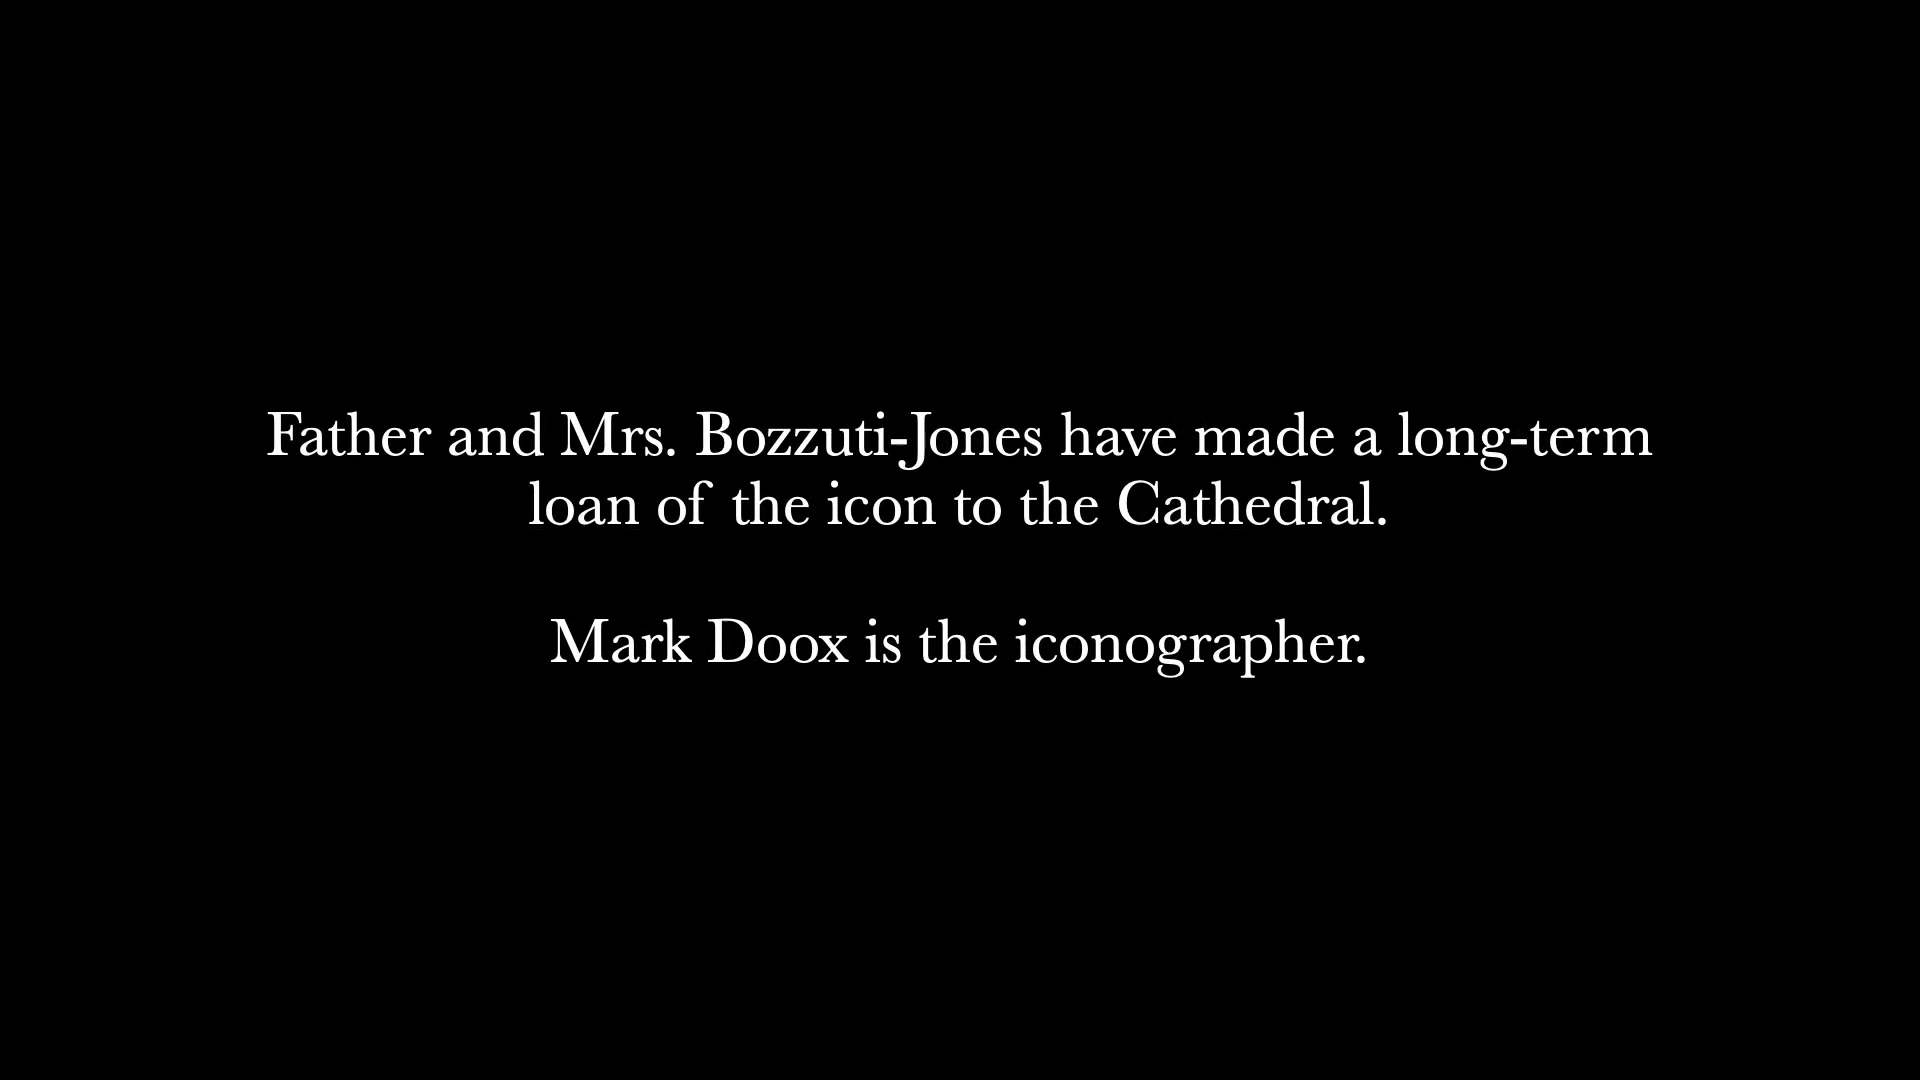 Father and Mrs. Bozzuti-Jones have made a long-term
loan of the icon to the Cathedral.
Mark Doox is the iconographer.